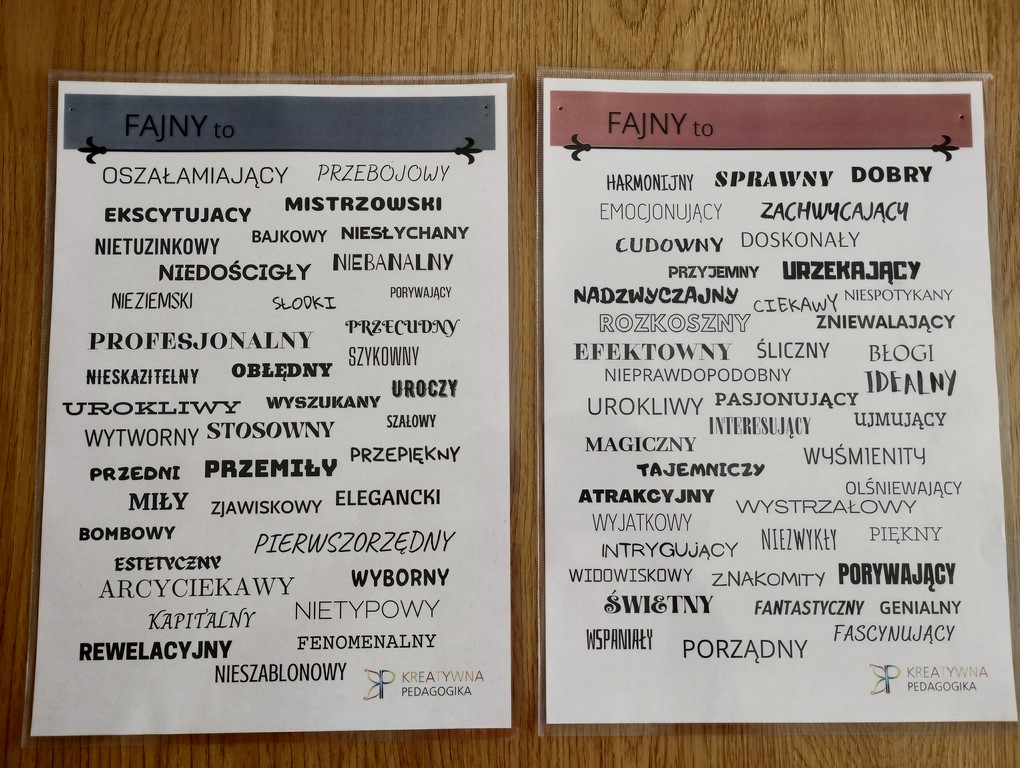 FAJNY to
OSZAŁAMIAJĄCY PRZEBOJOWY
EKSCYTUJACY MISTRZOWSKI
NIETUZINKOWY BAJKOWY NIESŁYCHANY
NIEDOŚCIGŁY NIEBANALNY
NIEZIEMSKI SŁODKI PORYWAJĄCY
PROFESJONALNY PRZECUDNY
SZYKOWNY
NIESKAZITELNY OBŁĘDNY
UROCZY
UROKLIWY WYSZUKANY
SZAŁOWY
WYTWORNY STOSOWNY
PRZEDNI PRZEMIŁY PRZEPIĘKNY
MIŁY ZJAWISKOWY ELEGANCKI
BOMBOWY
PIERWSZORZĘDNY
ESTETYCZNY
ARCYCIEKAWY WYBORNY
KAPITALNY NIETYPOWY
REWELACYJNY FENOMENALNY
NIESZABLONOWY
KREATYWNA
PEDAGOGIKA
FAJNY to
HARMONIJNY SPRAWNY DOBRY
EMOCJONUJĄCY ZACHWYCAJĄCY
CUDOWNY DOSKONAŁY
PRZYJEMNY URZEKAJĄCY
NADZWYCZAJNY CIEKAWY NIESPOTYKANY
ROZKOSZNY ZNIEWALAJĄCY
EFEKTOWNY ŚLICZNY BŁOGI
NIEPRAWDOPODOBNY IDEALNY
UROKLIWY PASJONUJĄCY
INTERESUJĄCY UJMUJĄCY
MAGICZNY
TAJEMNICZY WYŚMIENITY
ATRAKCYJNY OLŚNIEWAJĄCY
WYSTRZAŁOWY
WYJATKOWY
INTRYGUJĄCY NIEZWYKŁY PIĘKNY
WIDOWISKOWY ZNAKOMITY PORYWAJĄCY
ŚWIETNY FANTASTYCZNY GENIALNY
WSPANIAŁY PORZĄDNY FASCYNUJĄCY
KREATYWNA
PEDAGOGIKA